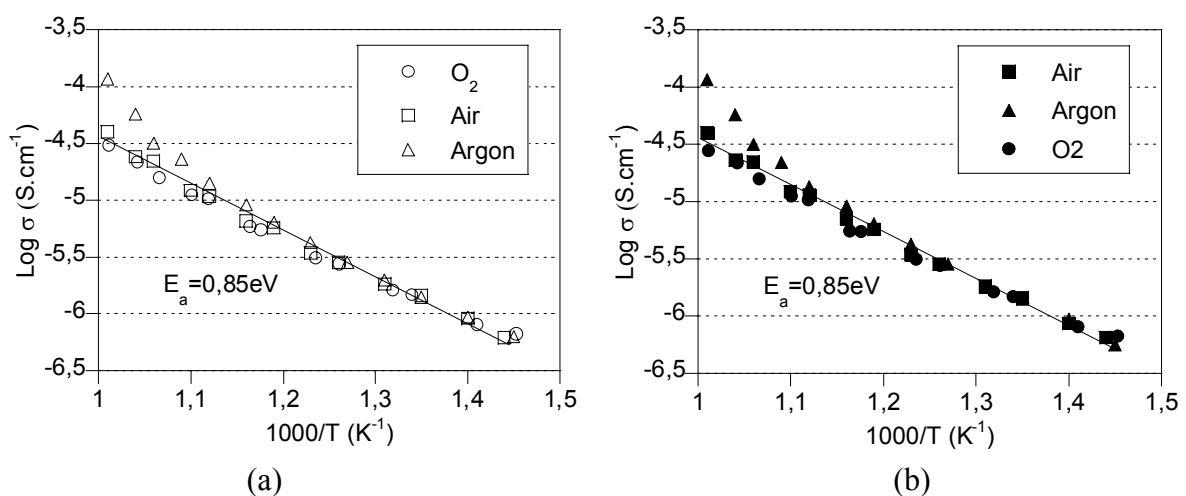 -3,5
-4
-4,5
-5
-5,5
-6
-6,5
Log σ (S.cm⁻¹)
O₂
Air
Argon
Eₐ=0,85eV
1 1,1 1,2 1,3 1,4 1,5
1000/T (K⁻¹)
(a)
-3,5
-4
-4,5
-5
-5,5
-6
-6,5
Log σ (S.cm⁻¹)
Air
Argon
O2
Eₐ=0,85eV
1 1,1 1,2 1,3 1,4 1,5
1000/T (K⁻¹)
(b)